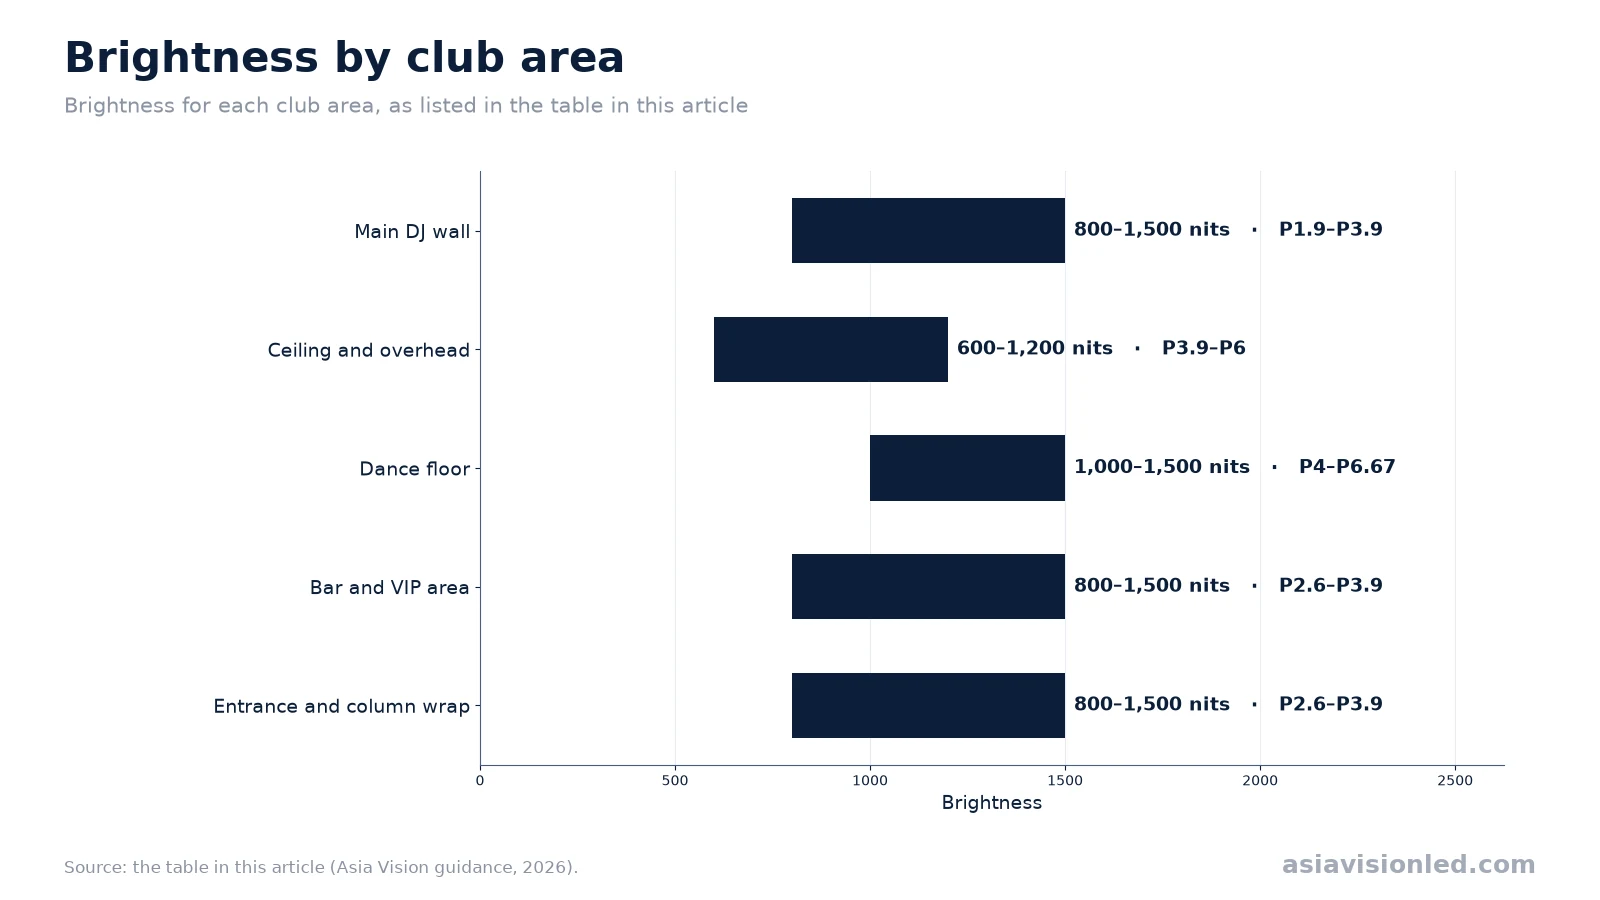 Brightness by club area
Brightness for each club area, as listed in the table in this article
Main DJ wall
800–1,500 nits · P1.9–P3.9
Ceiling and overhead
600–1,200 nits · P3.9–P6
Dance floor
1,000–1,500 nits · P4–P6.67
Bar and VIP area
800–1,500 nits · P2.6–P3.9
Entrance and column wrap
800–1,500 nits · P2.6–P3.9
0 500 1000 1500 2000 2500
Brightness
Source: the table in this article (Asia Vision guidance, 2026).
asiavisionled.com